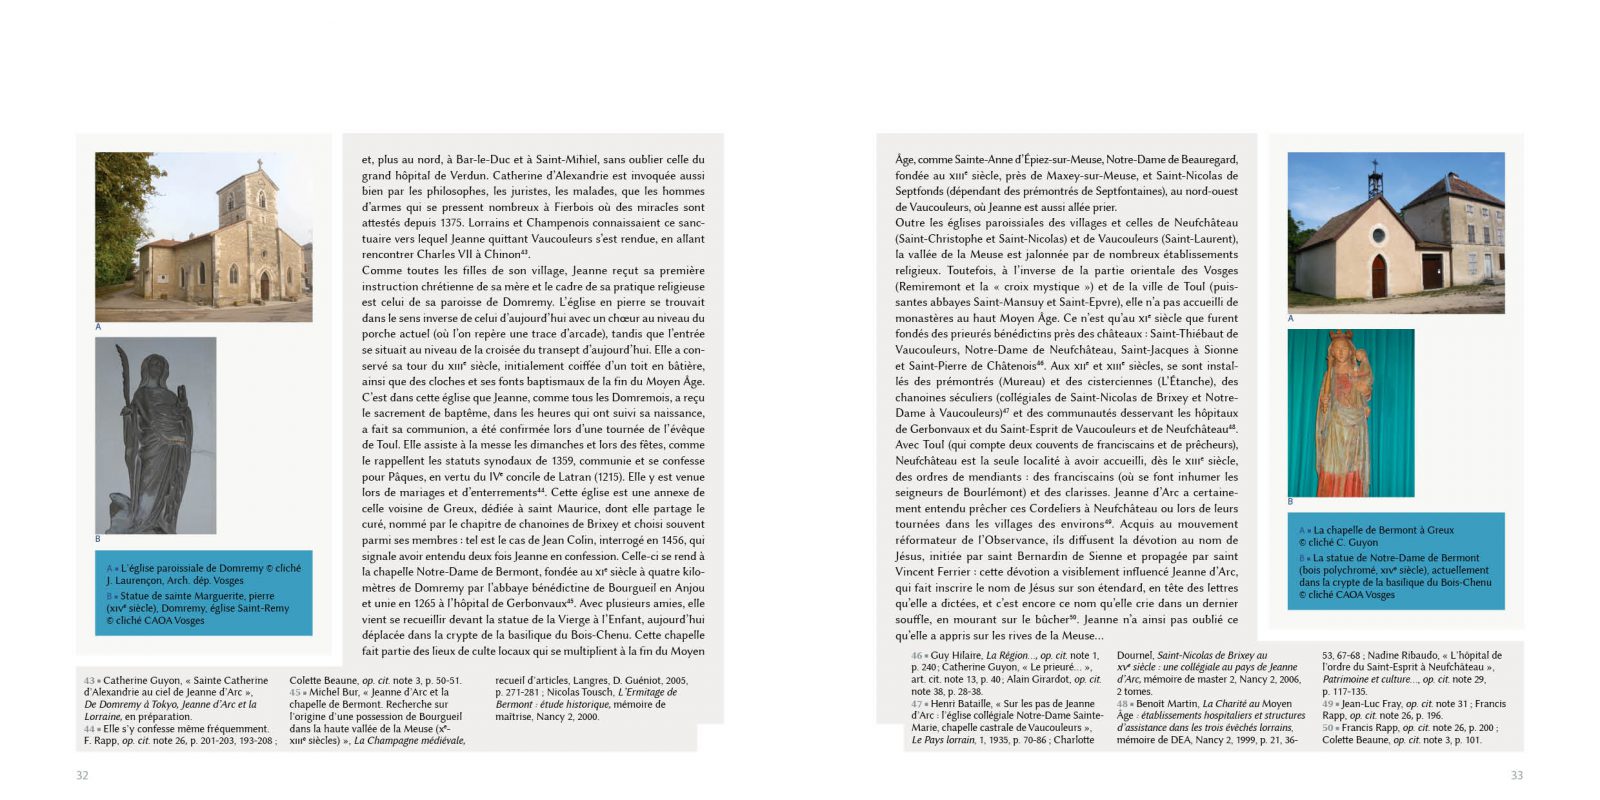 A
B
A ■ L'église paroissiale de Domremy © cliché
J. Laurençon, Arch. dép. Vosges
B ■ Statue de sainte Marguerite, pierre
(XIVe siècle), Domremy, église Saint-Remy
© cliché CAOA Vosges
et, plus au nord, à Bar-le-Duc et à Saint-Mihiel, sans oublier celle du
grand hôpital de Verdun. Catherine d'Alexandrie est invoquée aussi
bien par les philosophes, les juristes, les malades, que les hommes
d'armes qui se pressent nombreux à Fierbois où des miracles sont
attestés depuis 1375. Lorrains et Champenois connaissaient ce sanc-
tuaire vers lequel Jeanne quittant Vaucouleurs s'est rendue, en allant
rencontrer Charles VII à Chinon43.
Comme toutes les filles de son village, Jeanne reçut sa première
instruction chrétienne de sa mère et le cadre de sa pratique religieuse
est celui de sa paroisse de Domremy. L'église en pierre se trouvait
dans le sens inverse de celui d'aujourd'hui avec un chœur au niveau du
porche actuel (où l'on repère une trace d'arcade), tandis que l'entrée
se situait au niveau de la croisée du transept d'aujourd'hui. Elle a con-
servé sa tour du XIIIe siècle, initialement coiffée d'un toit en bâtière,
ainsi que des cloches et ses fonts baptismaux de la fin du Moyen Âge.
C'est dans cette église que Jeanne, comme tous les Domremois, a reçu
le sacrement de baptême, dans les heures qui ont suivi sa naissance,
a fait sa communion, a été confirmée lors d'une tournée de l'évêque
de Toul. Elle assiste à la messe les dimanches et lors des fêtes, comme
le rappellent les statuts synodaux de 1359, communie et se confesse
pour Pâques, en vertu du IVe concile de Latran (1215). Elle y est venue
lors de mariages et d'enterrements44. Cette église est une annexe de
celle voisine de Greux, dédiée à saint Maurice, dont elle partage le
curé, nommé par le chapitre de chanoines de Brixey et choisi souvent
parmi ses membres : tel est le cas de Jean Colin, interrogé en 1456, qui
signale avoir entendu deux fois Jeanne en confession. Celle-ci se rend à
la chapelle Notre-Dame de Bermont, fondée au XIe siècle à quatre kilo-
mètres de Domremy par l'abbaye bénédictine de Bourgueil en Anjou
et unie en 1265 à l'hôpital de Gerbonvaux45. Avec plusieurs amies, elle
vient se recueillir devant la statue de la Vierge à l'Enfant, aujourd'hui
déplacée dans la crypte de la basilique du Bois-Chenu. Cette chapelle
fait partie des lieux de culte locaux qui se multiplient à la fin du Moyen
43 ■ Catherine Guyon, « Sainte Catherine
d'Alexandrie au ciel de Jeanne d'Arc »,
De Domremy à Tokyo, Jeanne d'Arc et la
Lorraine, en préparation.
44 ■ Elle s'y confesse même fréquemment.
F. Rapp, op. cit. note 26, p. 201-203, 193-208 ;
Colette Beaune, op. cit. note 3, p. 50-51.
45 ■ Michel Bur, « Jeanne d'Arc et la
chapelle de Bermont. Recherche sur
l'origine d'une possession de Bourgueil
dans la haute vallée de la Meuse (Xe-
XIIIe siècles) », La Champagne médiévale,
recueil d'articles, Langres, D. Guéniot, 2005,
p. 271-281 ; Nicolas Tousch, L'Ermitage de
Bermont : étude historique, mémoire de
maîtrise, Nancy 2, 2000.
32
Âge, comme Sainte-Anne d'Épiez-sur-Meuse, Notre-Dame de Beauregard,
fondée au XIIIe siècle, près de Maxey-sur-Meuse, et Saint-Nicolas de
Septfonds (dépendant des prémontrés de Septfontaines), au nord-ouest
de Vaucouleurs, où Jeanne est aussi allée prier.
Outre les églises paroissiales des villages et celles de Neufchâteau
(Saint-Christophe et Saint-Nicolas) et de Vaucouleurs (Saint-Laurent),
la vallée de la Meuse est jalonnée par de nombreux établissements
religieux. Toutefois, à l'inverse de la partie orientale des Vosges
(Remiremont et la « croix mystique ») et de la ville de Toul (puis-
santes abbayes Saint-Mansuy et Saint-Epvre), elle n'a pas accueilli de
monastères au haut Moyen Âge. Ce n'est qu'au XIe siècle que furent
fondés des prieurés bénédictins près des châteaux : Saint-Thiébaut de
Vaucouleurs, Notre-Dame de Neufchâteau, Saint-Jacques à Sionne
et Saint-Pierre de Châtenois46. Aux XIIe et XIIIe siècles, se sont instal-
lés des prémontrés (Mureau) et des cisterciennes (L'Étanche), des
chanoines séculiers (collégiales de Saint-Nicolas de Brixey et Notre-
Dame à Vaucouleurs)47 et des communautés desservant les hôpitaux
de Gerbonvaux et du Saint-Esprit de Vaucouleurs et de Neufchâteau48.
Avec Toul (qui compte deux couvents de franciscains et de prêcheurs),
Neufchâteau est la seule localité à avoir accueilli, dès le XIIIe siècle,
des ordres de mendiants : des franciscains (où se font inhumer les
seigneurs de Bourlémont) et des clarisses. Jeanne d'Arc a certaine-
ment entendu prêcher ces Cordeliers à Neufchâteau ou lors de leurs
tournées dans les villages des environs49. Acquis au mouvement
réformateur de l'Observance, ils diffusent la dévotion au nom de
Jésus, initiée par saint Bernardin de Sienne et propagée par saint
Vincent Ferrier : cette dévotion a visiblement influencé Jeanne d'Arc,
qui fait inscrire le nom de Jésus sur son étendard, en tête des lettres
qu'elle a dictées, et c'est encore ce nom qu'elle crie dans un dernier
souffle, en mourant sur le bûcher50. Jeanne n'a ainsi pas oublié ce
qu'elle a appris sur les rives de la Meuse...
46 ■ Guy Hilaire, La Région..., op. cit. note 1,
p. 240 ; Catherine Guyon, « Le prieuré... »,
art. cit. note 13, p. 40 ; Alain Girardot, op. cit.
note 38, p. 28-38.
47 ■ Henri Bataille, « Sur les pas de Jeanne
d'Arc : l'église collégiale Notre-Dame Sainte-
Marie, chapelle castrale de Vaucouleurs »,
Le Pays lorrain, 1, 1935, p. 70-86 ; Charlotte
Dournel, Saint-Nicolas de Brixey au
XVe siècle : une collégiale au pays de Jeanne
d'Arc, mémoire de master 2, Nancy 2, 2006,
2 tomes.
48 ■ Benoît Martin, La Charité au Moyen
Âge : établissements hospitaliers et structures
d'assistance dans les trois évêchés lorrains,
mémoire de DEA, Nancy 2, 1999, p. 21, 36-
53, 67-68 ; Nadine Ribaudo, « L'hôpital de
l'ordre du Saint-Esprit à Neufchâteau »,
Patrimoine et culture..., op. cit. note 29,
p. 117-135.
49 ■ Jean-Luc Fray, op. cit. note 31 ; Francis
Rapp, op. cit. note 26, p. 196.
50 ■ Francis Rapp, op. cit. note 26, p. 200 ;
Colette Beaune, op. cit. note 3, p. 101.
A
B
A ■ La chapelle de Bermont à Greux
© cliché C. Guyon
B ■ La statue de Notre-Dame de Bermont
(bois polychromé, XIVe siècle), actuellement
dans la crypte de la basilique du Bois-Chenu
© cliché CAOA Vosges
33